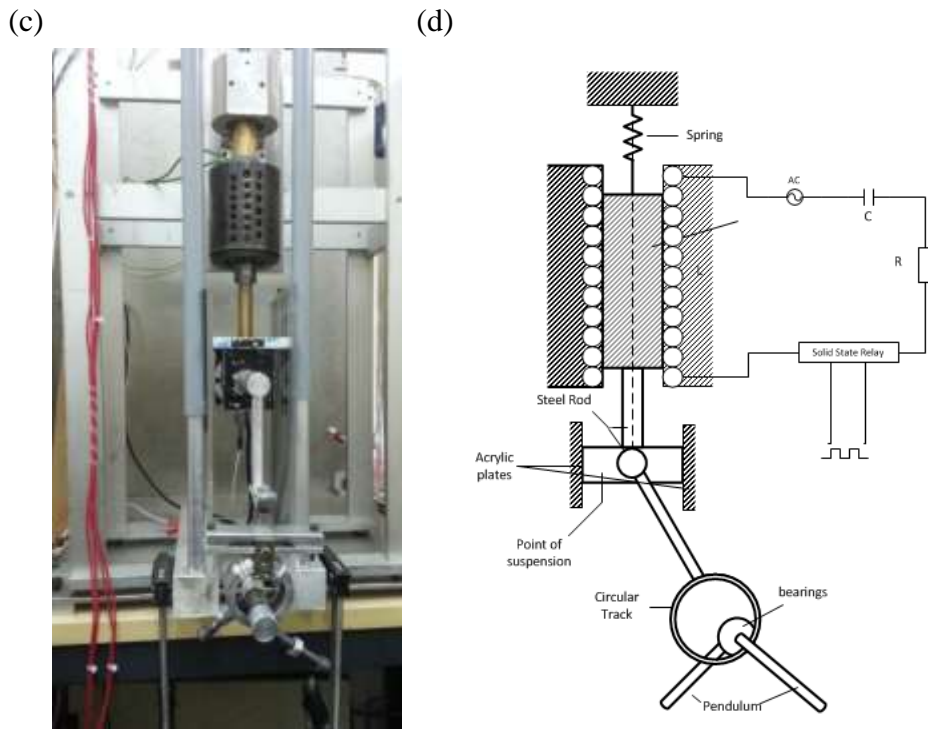 (c)
(d)
Spring
AC
C
L
R
Solid State Relay
Steel Rod
Acrylic
plates
Point of
suspension
Circular
Track
bearings
Pendulum